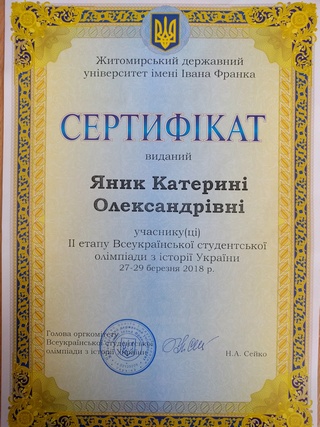 Житомирський державний
університет імені Івана Франка
СЕРТИФІКАТ
виданий
Яник Катерині
Олександрівні
учаснику(ці)
ІІ етапу Всеукраїнської студентської
олімпіади з історії України
27-29 березня 2018 р.
Голова оргкомітету
Всеукраїнської студентської
олімпіади з історії України
Н.А. Сейко